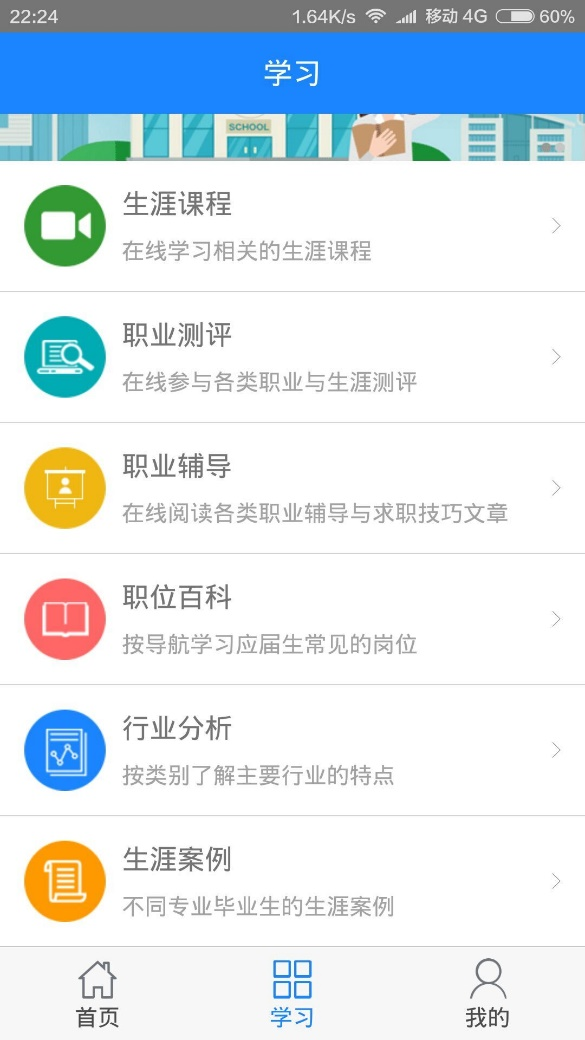 22:24 1.64K/s 移动 4G 60%
学习
SCHOOL
生涯课程
在线学习相关的生涯课程
职业测评
在线参与各类职业与生涯测评
职业辅导
在线阅读各类职业辅导与求职技巧文章
职位百科
按导航学习应届生常见的岗位
行业分析
按类别了解主要行业的特点
生涯案例
不同专业毕业生的生涯案例
首页 学习 我的